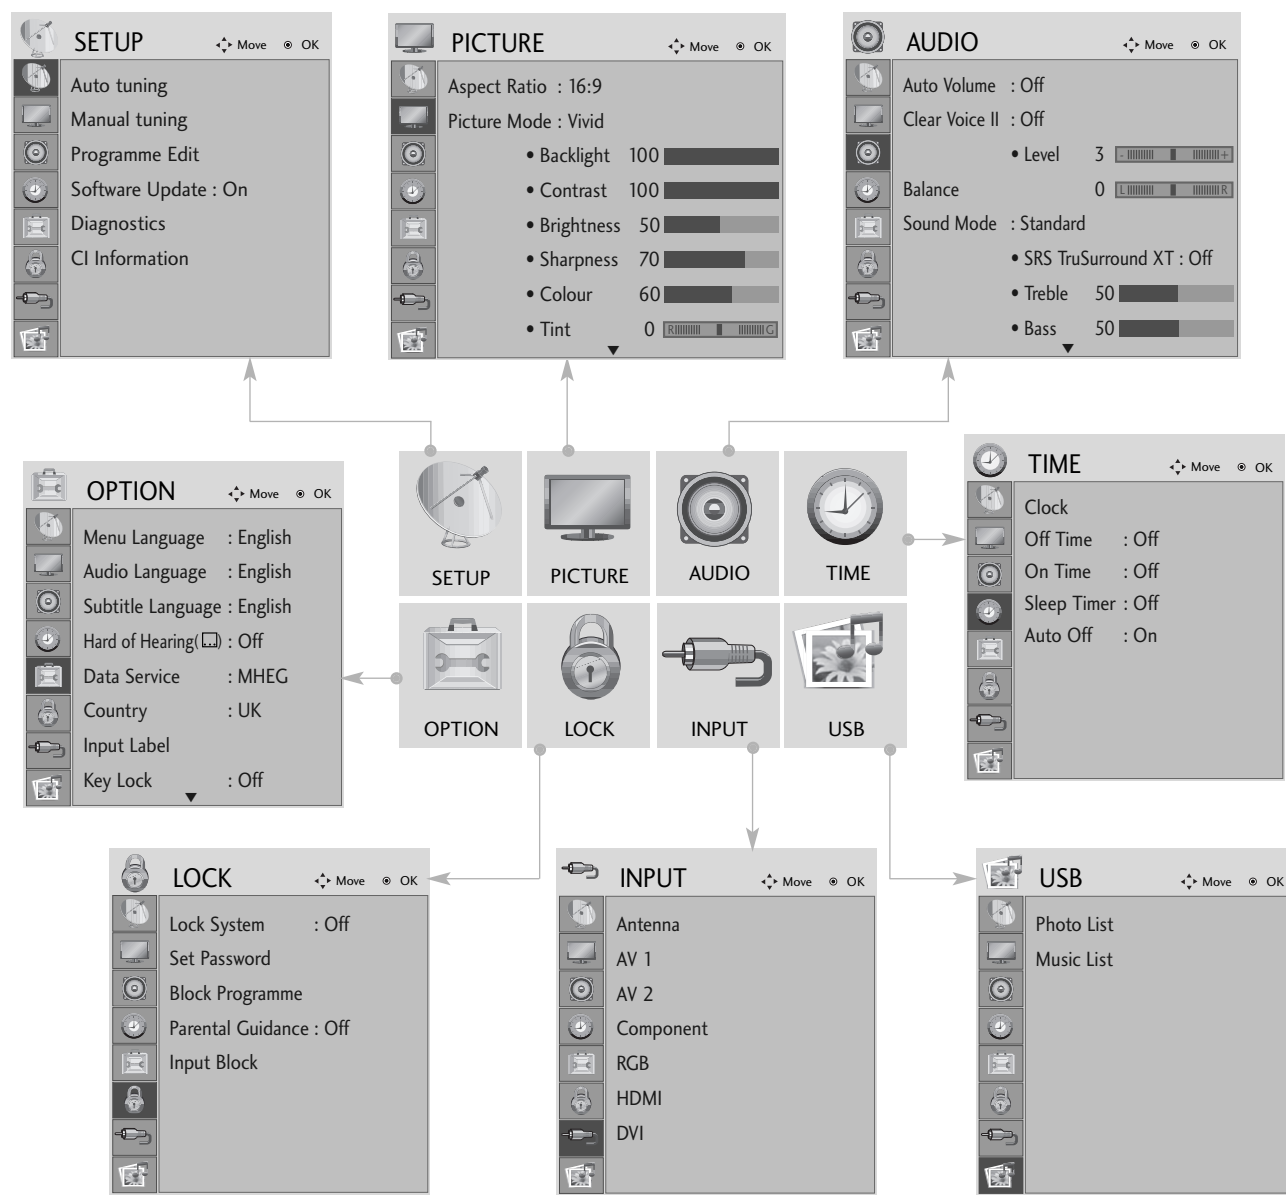 SETUP Move OK
Auto tuning
Manual tuning
Programme Edit
Software Update : On
Diagnostics
CI Information
PICTURE Move OK
Aspect Ratio : 16:9
Picture Mode : Vivid
• Backlight 100
• Contrast 100
• Brightness 50
• Sharpness 70
• Colour 60
• Tint 0 R G
AUDIO Move OK
Auto Volume : Off
Clear Voice II : Off
• Level 3 - +
Balance 0 L R
Sound Mode : Standard
• SRS TruSurround XT : Off
• Treble 50
• Bass 50
OPTION Move OK
Menu Language : English
Audio Language : English
Subtitle Language : English
Hard of Hearing( ) : Off
Data Service : MHEG
Country : UK
Input Label
Key Lock : Off
SETUP PICTURE AUDIO TIME
OPTION LOCK INPUT USB
TIME Move OK
Clock
Off Time : Off
On Time : Off
Sleep Timer : Off
Auto Off : On
LOCK Move OK
Lock System : Off
Set Password
Block Programme
Parental Guidance : Off
Input Block
INPUT Move OK
Antenna
AV 1
AV 2
Component
RGB
HDMI
DVI
USB Move OK
Photo List
Music List